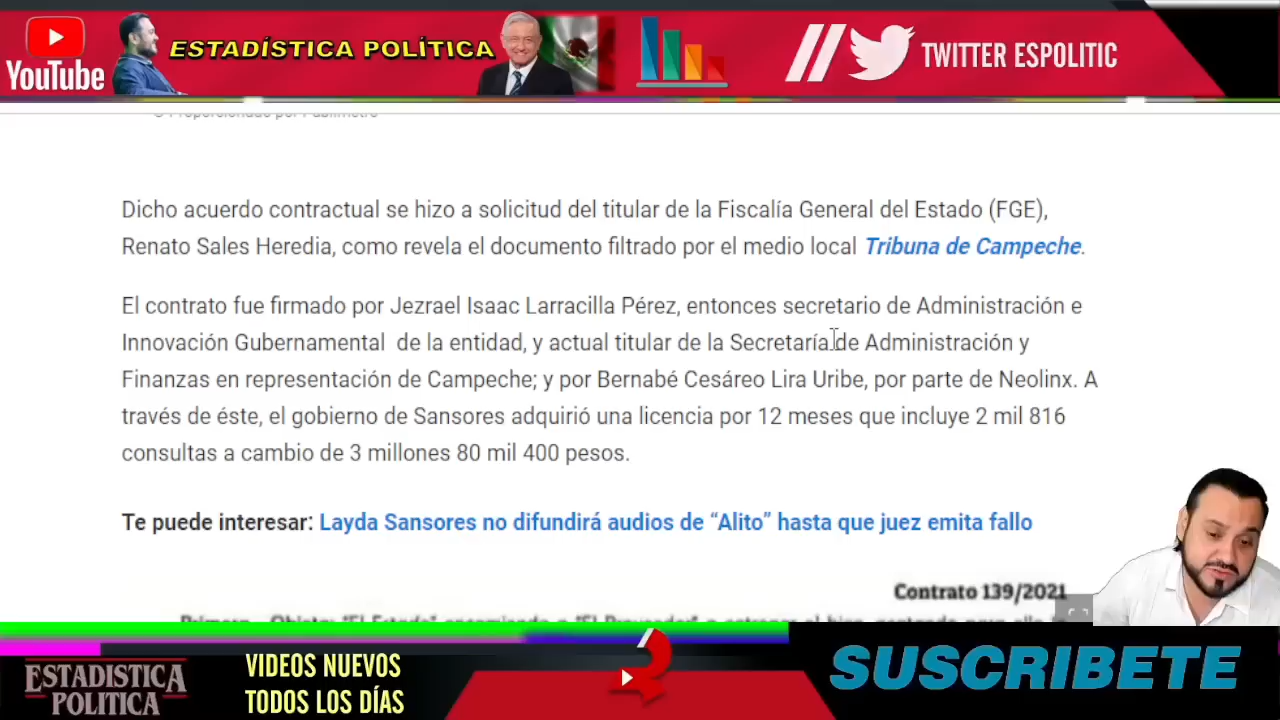 YouTube
ESTADÍSTICA POLÍTICA
TWITTER ESPOLITIC
Dicho acuerdo contractual se hizo a solicitud del titular de la Fiscalía General del Estado (FGE),
Renato Sales Heredia, como revela el documento filtrado por el medio local Tribuna de Campeche.
El contrato fue firmado por Jezrael Isaac Larracilla Pérez, entonces secretario de Administración e
Innovación Gubernamental de la entidad, y actual titular de la Secretaría de Administración y
Finanzas en representación de Campeche; y por Bernabé Cesáreo Lira Uribe, por parte de Neolinx. A
través de éste, el gobierno de Sansores adquirió una licencia por 12 meses que incluye 2 mil 816
consultas a cambio de 3 millones 80 mil 400 pesos.
Te puede interesar: Layda Sansores no difundirá audios de “Alito” hasta que juez emita fallo
Contrato 139/2021
ESTADISTICA
POLÍTICA
VIDEOS NUEVOS
TODOS LOS DÍAS
SUSCRIBETE